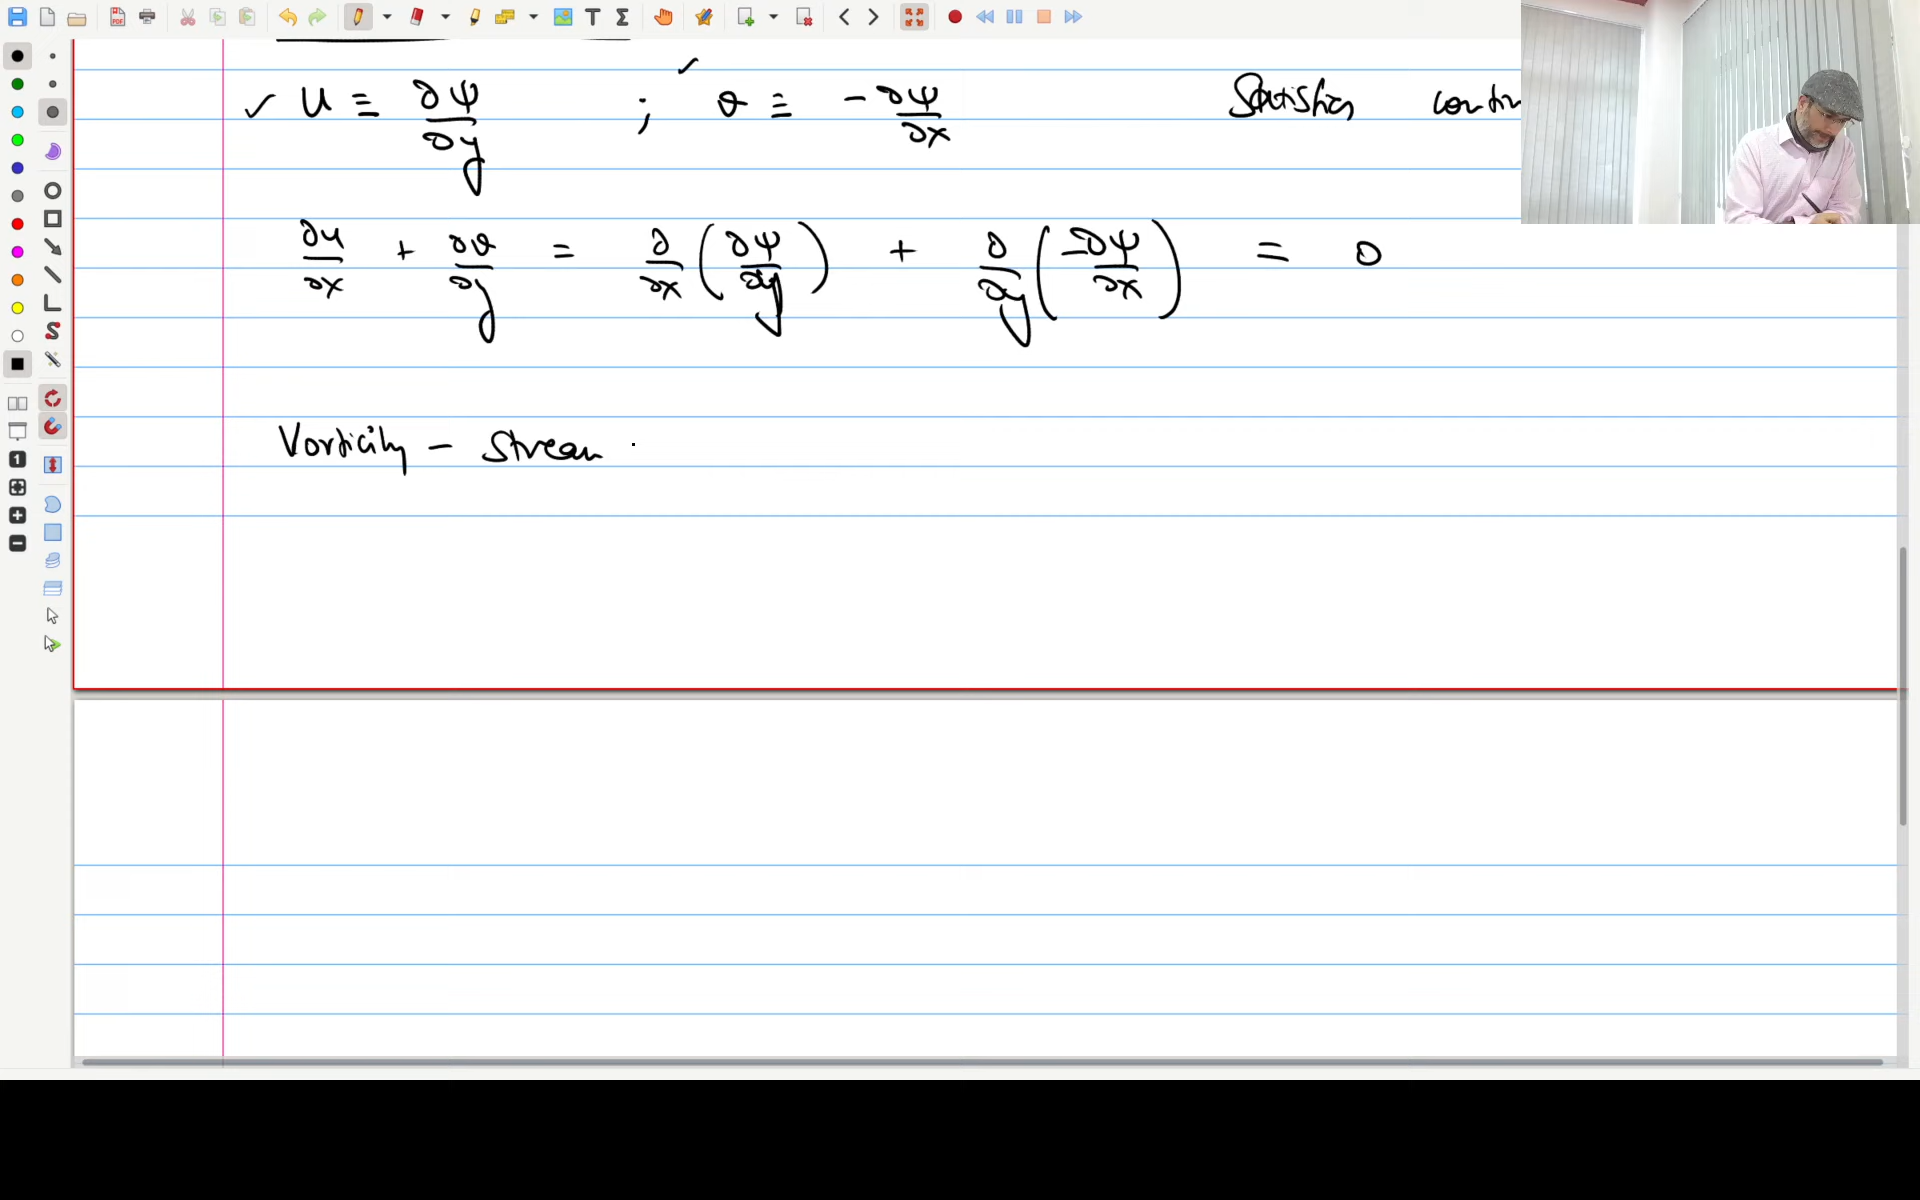 ✓ u ≡ ∂ψ/∂y ; ✓ v ≡ -∂ψ/∂x Satisfies contin
∂u/∂x + ∂v/∂y = ∂/∂x (∂ψ/∂y) + ∂/∂y (-∂ψ/∂x) = 0
Vorticity - Stream